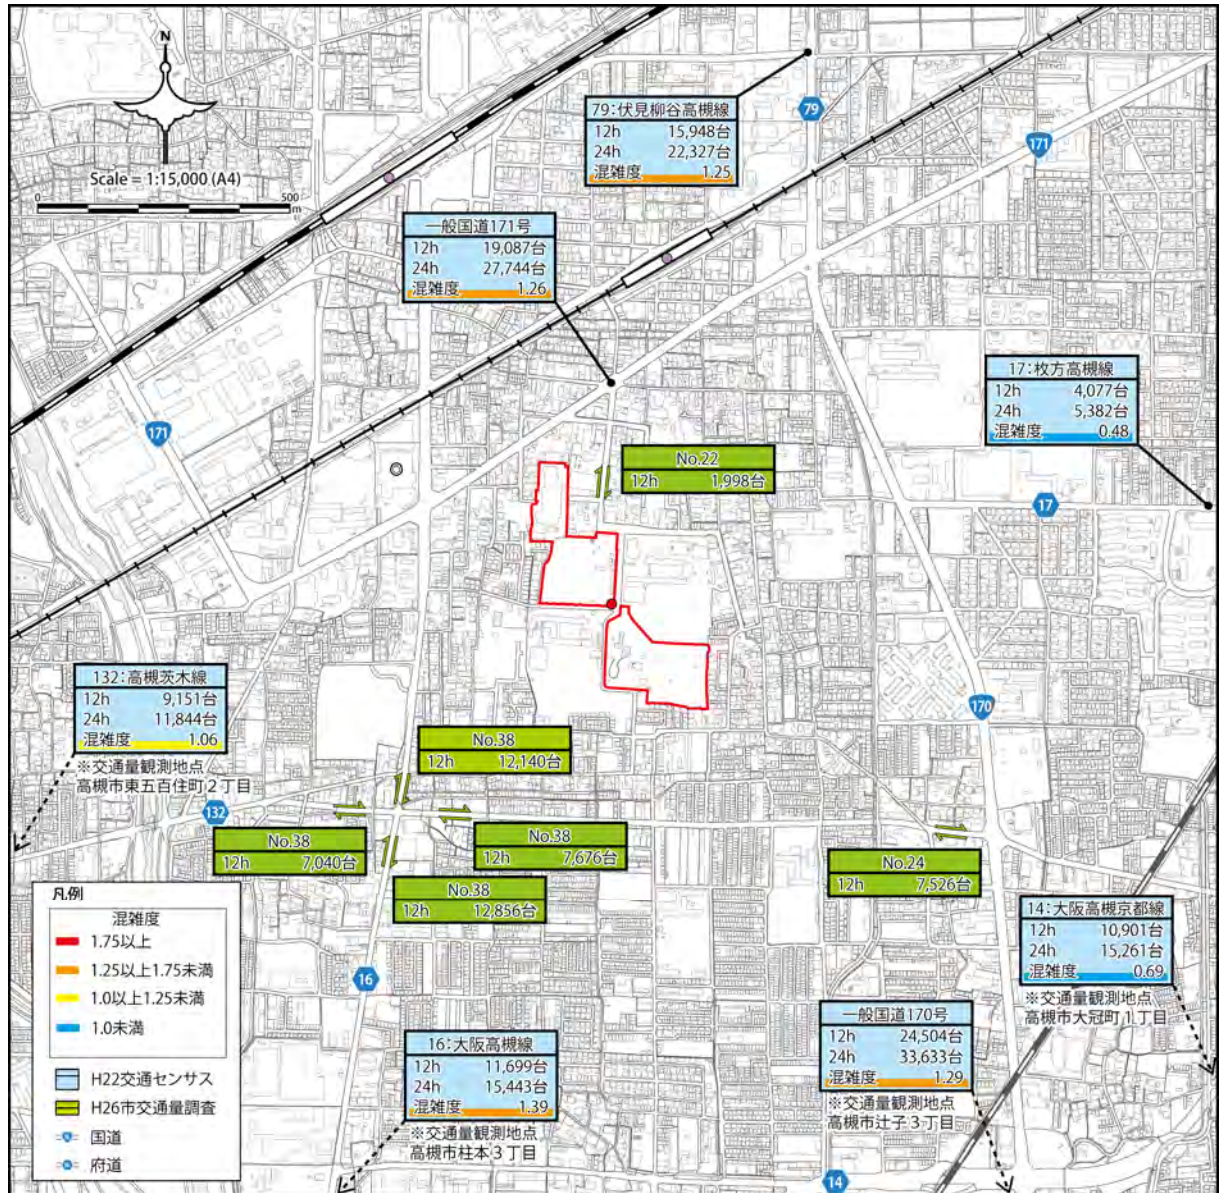 N
Scale = 1:15,000 (A4)
0 500
m
79:伏見柳谷高槻線
12h 15,948台
24h 22,327台
混雑度 1.25
79
171
一般国道171号
12h 19,087台
24h 27,744台
混雑度 1.26
17:枚方高槻線
12h 4,077台
24h 5,382台
混雑度 0.48
171
No.22
12h 1,998台
17
132:高槻茨木線
12h 9,151台
24h 11,844台
混雑度 1.06
※交通量観測地点
高槻市東五百住町2丁目
170
No.38
12h 12,140台
132
No.38
12h 7,040台
No.38
12h 7,676台
No.24
12h 7,526台
No.38
12h 12,856台
14:大阪高槻京都線
12h 10,901台
24h 15,261台
混雑度 0.69
※交通量観測地点
高槻市大冠町1丁目
16
一般国道170号
12h 24,504台
24h 33,633台
混雑度 1.29
※交通量観測地点
高槻市辻子3丁目
16:大阪高槻線
12h 11,699台
24h 15,443台
混雑度 1.39
※交通量観測地点
高槻市柱本3丁目
14
凡例
混雑度
1.75以上
1.25以上1.75未満
1.0以上1.25未満
1.0未満
H22交通センサス
H26市交通量調査
国道
府道